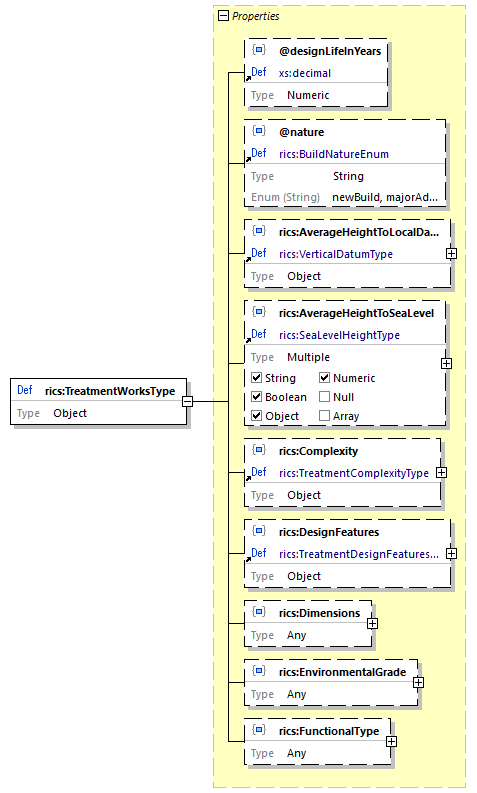 Properties
@designLifeInYears
Def xs:decimal
Type Numeric
@nature
Def rics:BuildNatureEnum
Type String
Enum (String) newBuild, majorAd...
rics:AverageHeightToLocalDa...
Def rics:VerticalDatumType
Type Object
rics:AverageHeightToSeaLevel
Def rics:SeaLevelHeightType
Type Multiple
String Numeric
Boolean Null
Object Array
Def rics:TreatmentWorksType
Type Object
rics:Complexity
Def rics:TreatmentComplexityType
Type Object
rics:DesignFeatures
Def rics:TreatmentDesignFeatures...
Type Object
rics:Dimensions
Type Any
rics:EnvironmentalGrade
Type Any
rics:FunctionalType
Type Any